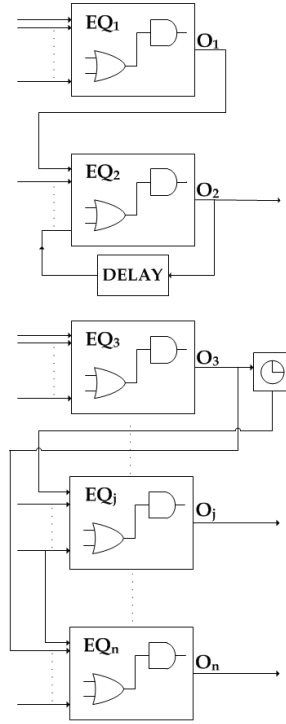 EQ1
O1
EQ2
O2
DELAY
EQ3
O3
EQj
Oj
EQn
On